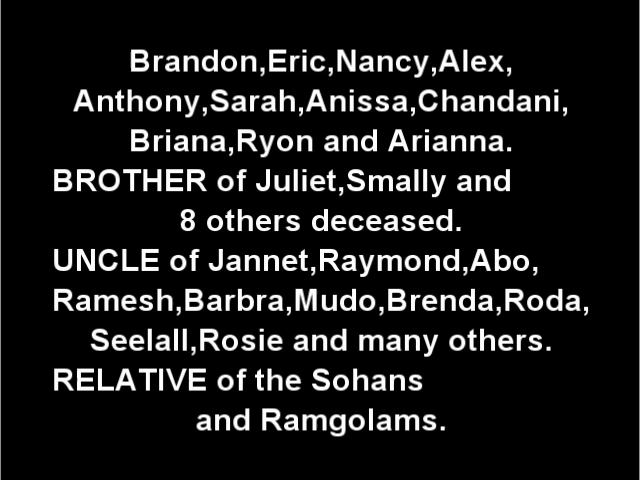 Brandon,Eric,Nancy,Alex,
Anthony,Sarah,Anissa,Chandani,
Briana,Ryon and Arianna.
BROTHER of Juliet,Smally and
8 others deceased.
UNCLE of Jannet,Raymond,Abo,
Ramesh,Barbra,Mudo,Brenda,Roda,
Seelall,Rosie and many others.
RELATIVE of the Sohans
and Ramgolams.